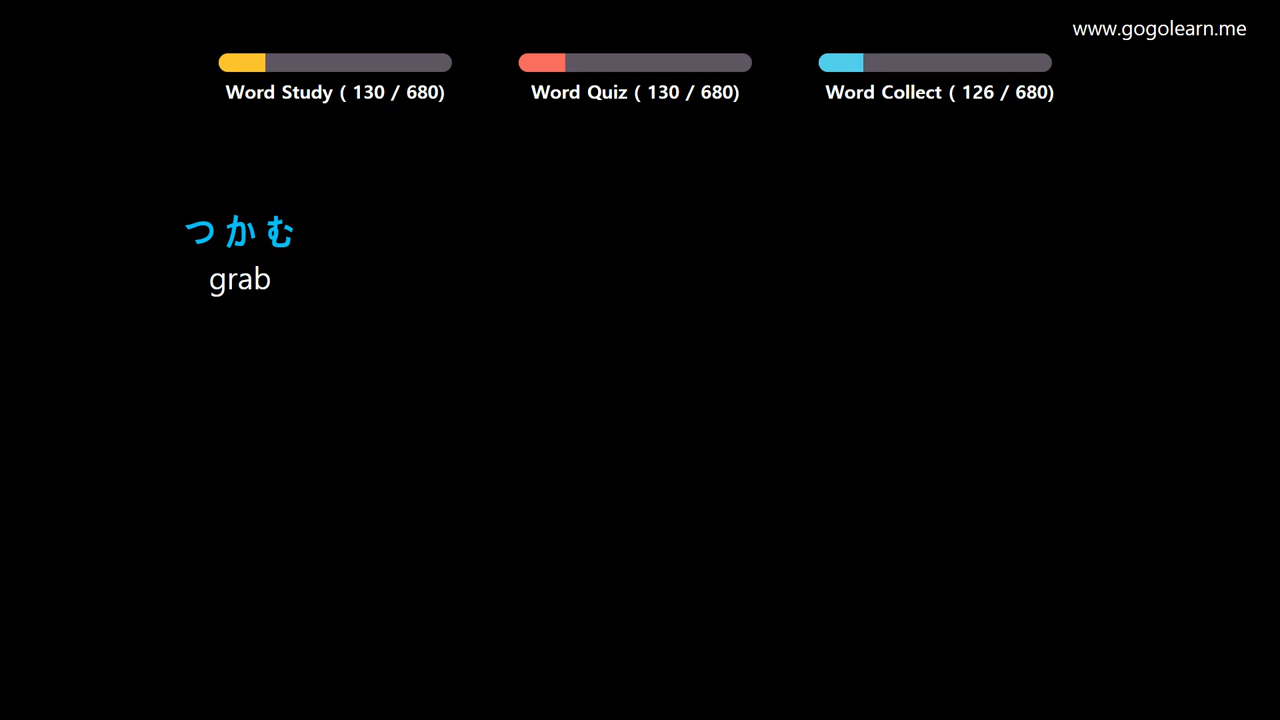 www.gogolearn.me
Word Study ( 130 / 680)
Word Quiz ( 130 / 680)
Word Collect ( 126 / 680)
つかむ
grab